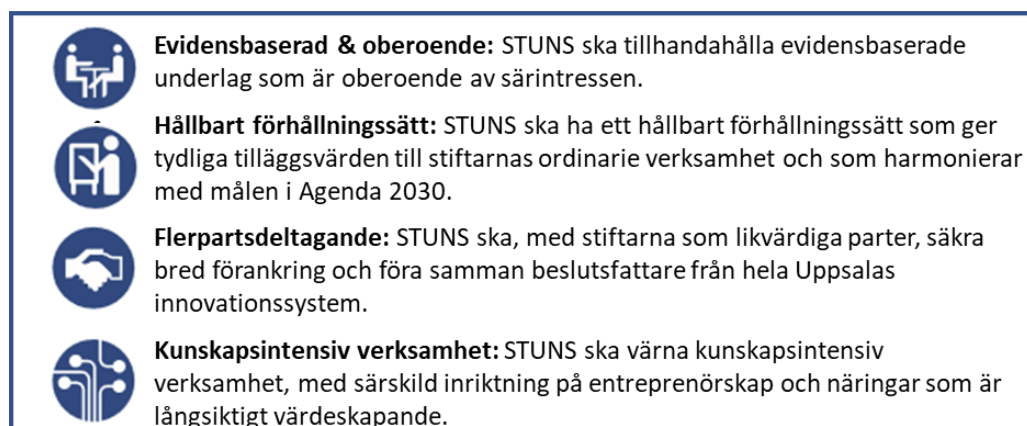 Evidensbaserad & oberoende: STUNS ska tillhandahålla evidensbaserade
underlag som är oberoende av särintressen.
Hållbart förhållningssätt: STUNS ska ha ett hållbart förhållningssätt som ger
tydliga tilläggsvärden till stiftarnas ordinarie verksamhet och som harmonierar
med målen i Agenda 2030.
Flerpartsdeltagande: STUNS ska, med stiftarna som likvärdiga parter, säkra
bred förankring och föra samman beslutsfattare från hela Uppsalas
innovationssystem.
Kunskapsintensiv verksamhet: STUNS ska värna kunskapsintensiv
verksamhet, med särskild inriktning på entreprenörskap och näringar som är
långsiktigt värdeskapande.